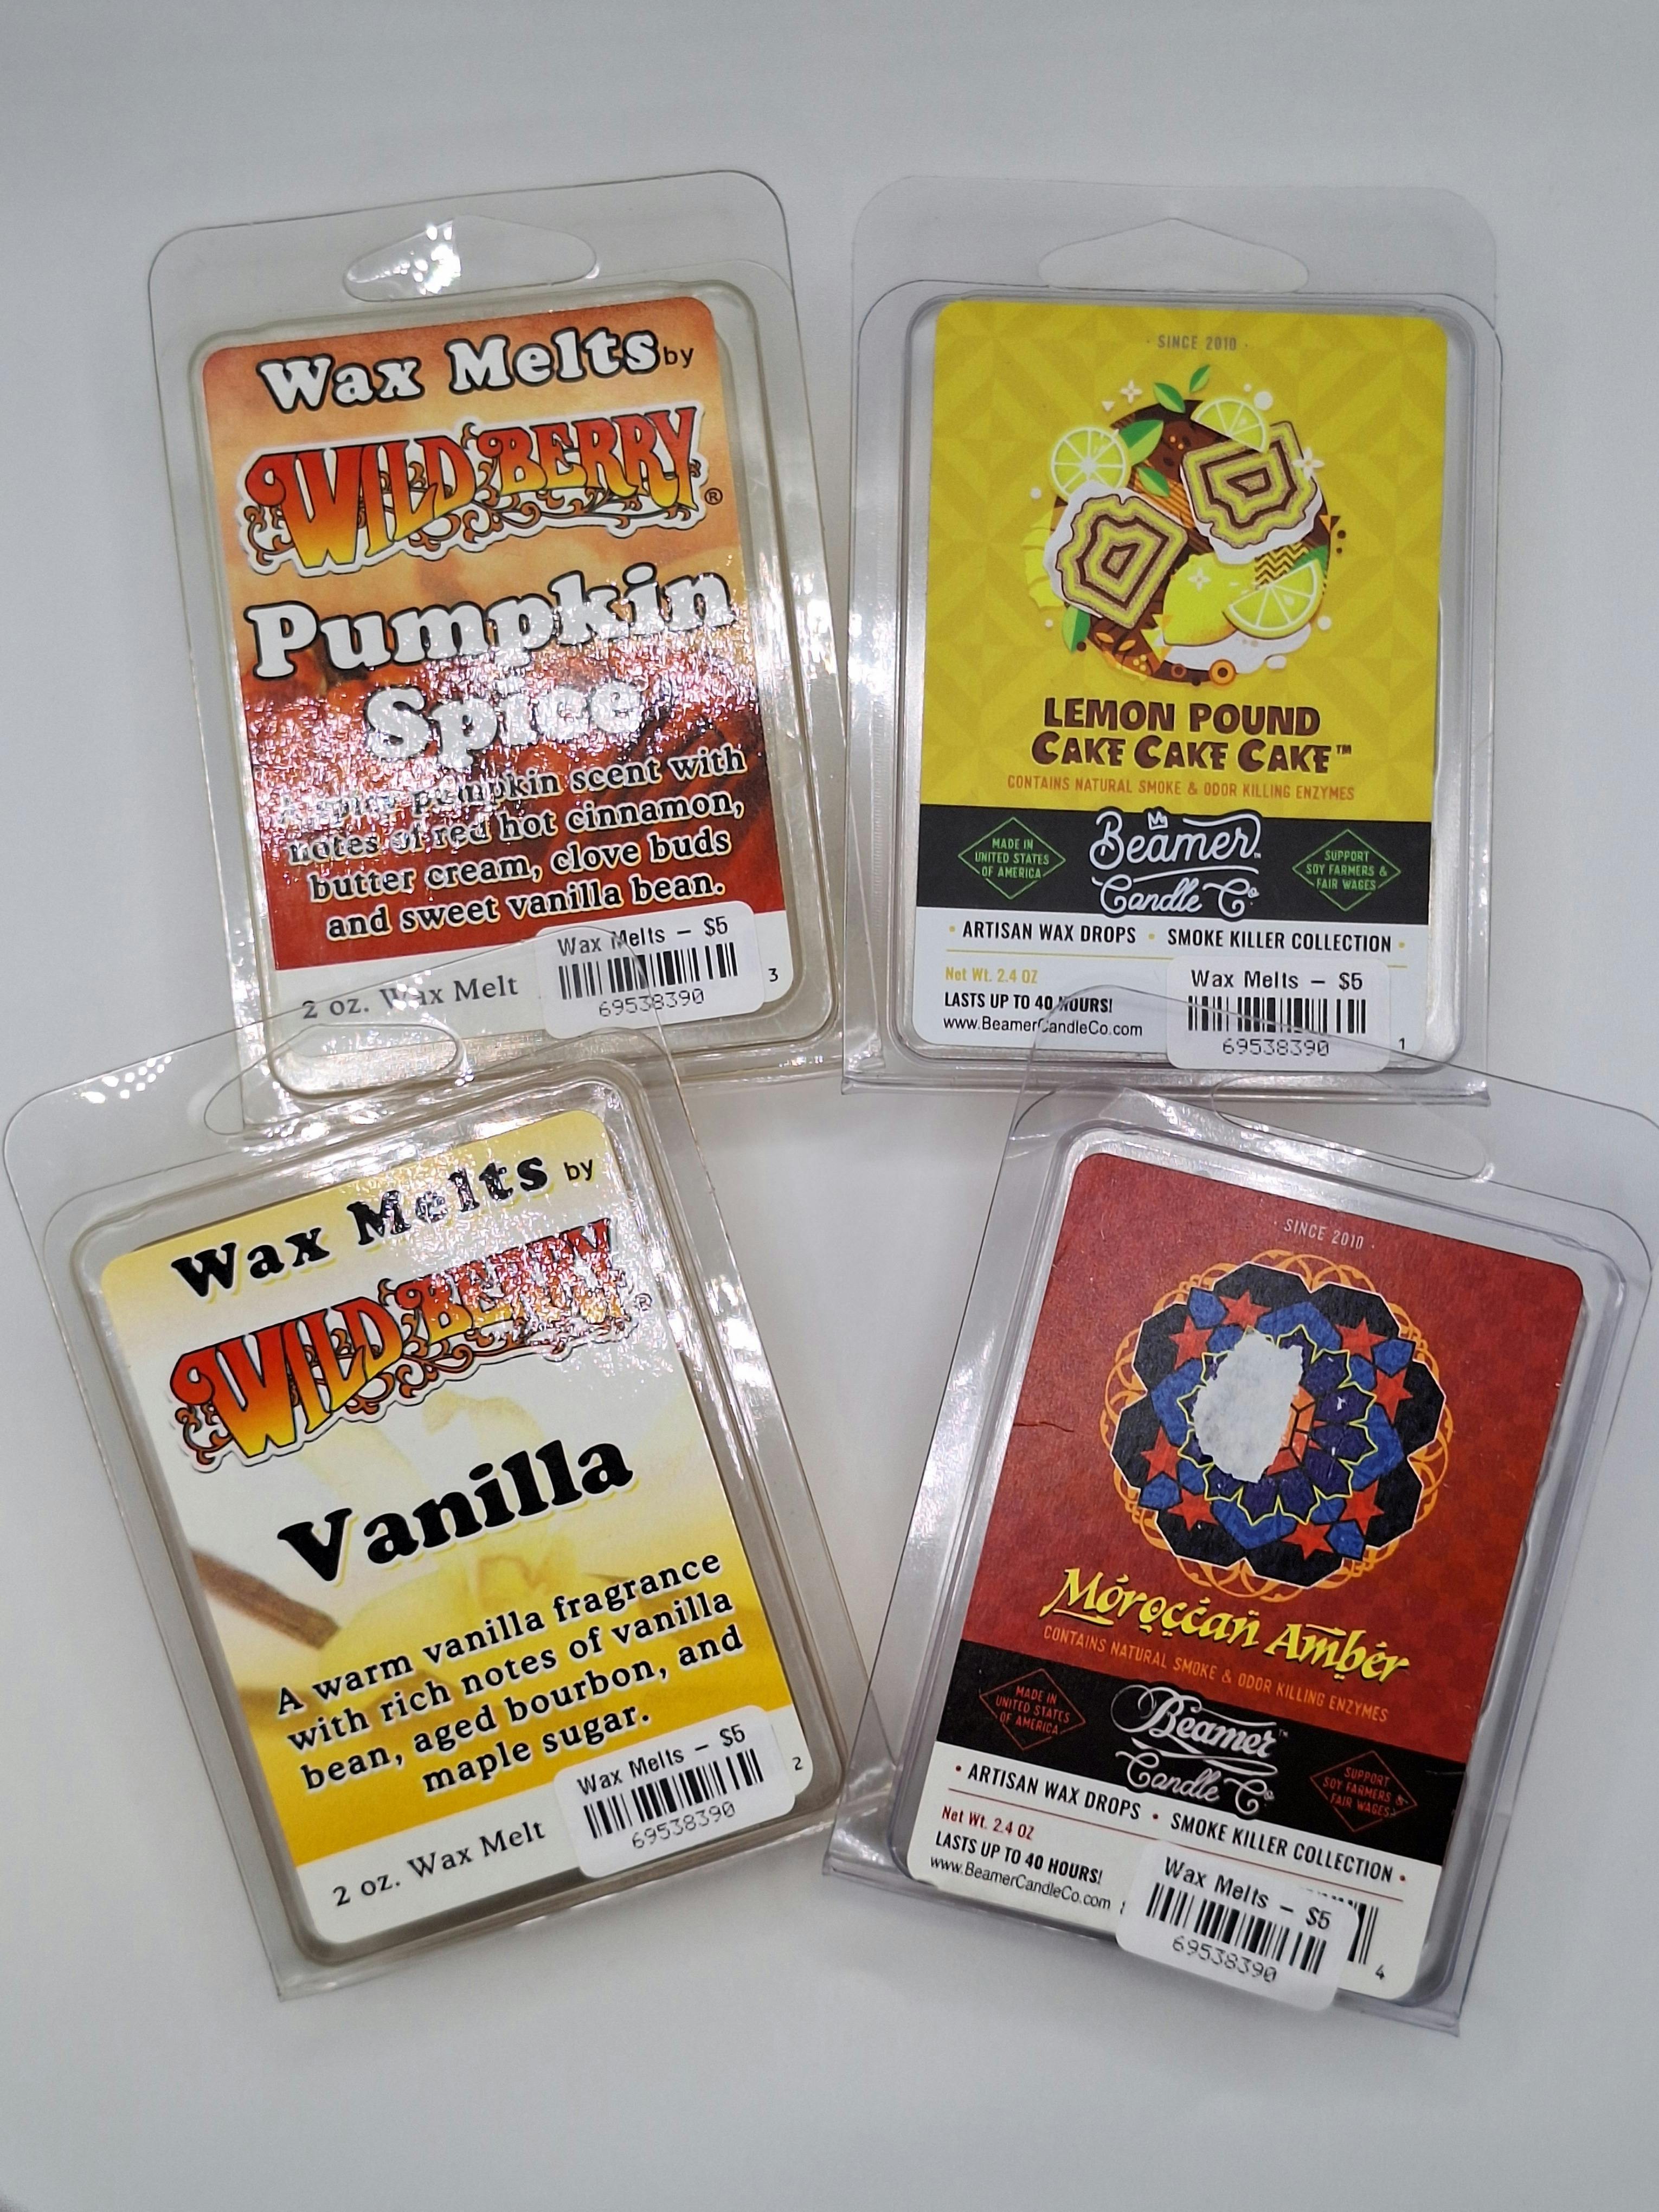 Wax Melts by
WILD BERRY®
Pumpkin
Spice
A spicy pumpkin scent with
notes of red hot cinnamon,
butter cream, clove buds
and sweet vanilla bean.
2 oz. Wax Melt
Wax Melts – $5
69538390
3
· SINCE 2010 ·
LEMON POUND
CAKE CAKE CAKE™
CONTAINS NATURAL SMOKE & ODOR KILLING ENZYMES
MADE IN
UNITED STATES
OF AMERICA
Beamer™
Candle Co
SUPPORT
SOY FARMERS &
FAIR WAGES
• ARTISAN WAX DROPS • SMOKE KILLER COLLECTION •
Net Wt. 2.4 OZ
LASTS UP TO 40 HOURS!
www.BeamerCandleCo.com
Wax Melts – $5
69538390
1
Wax Melts by
WILD BERRY®
Vanilla
A warm vanilla fragrance
with rich notes of vanilla
bean, aged bourbon, and
maple sugar.
2 oz. Wax Melt
Wax Melts – $5
69538390
2
· SINCE 2010 ·
Moroccan Amber
CONTAINS NATURAL SMOKE & ODOR KILLING ENZYMES
MADE IN
UNITED STATES
OF AMERICA
Beamer™
Candle Co
SUPPORT
SOY FARMERS &
FAIR WAGES
• ARTISAN WAX DROPS • SMOKE KILLER COLLECTION •
Net Wt. 2.4 OZ
LASTS UP TO 40 HOURS!
www.BeamerCandleCo.com
Wax Melts – $5
69538390
4